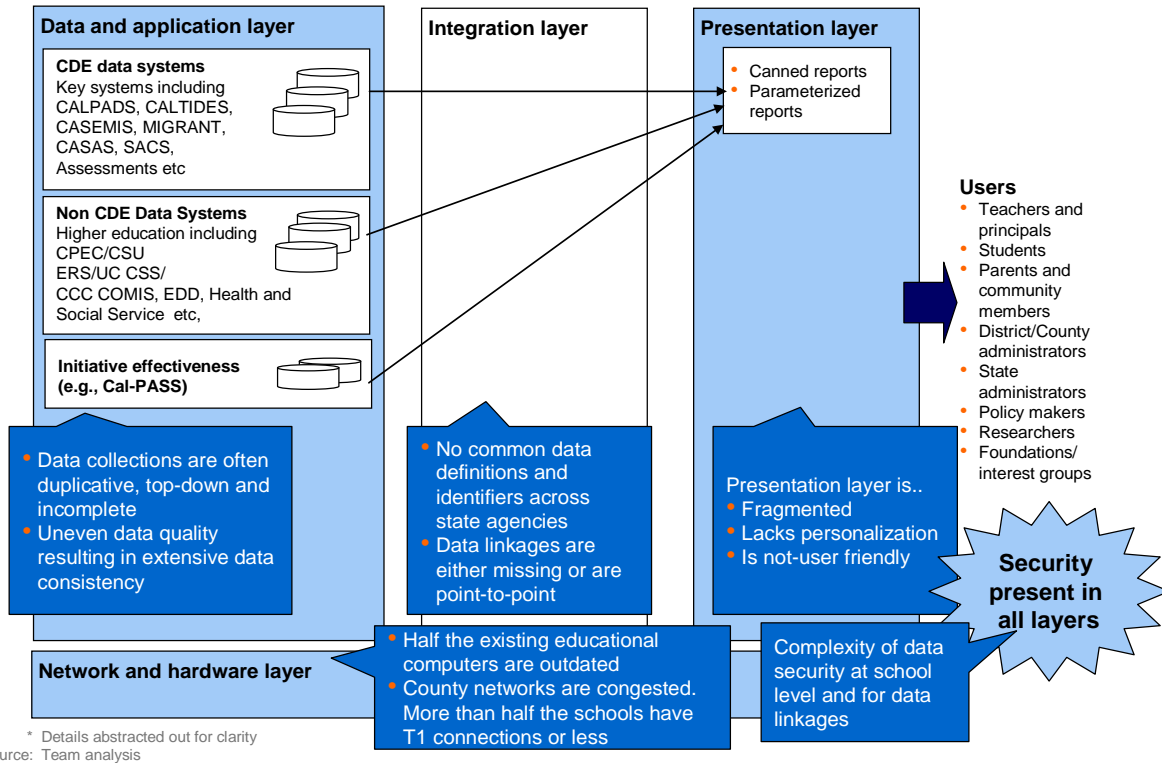 Data and application layer
CDE data systems
Key systems including
CALPADS, CALTIDES,
CASEMIS, MIGRANT,
CASAS, SACS,
Assessments etc
Non CDE Data Systems
Higher education including
CPEC/CSU
ERS/UC CSS/
CCC COMIS, EDD, Health and
Social Service etc,
Initiative effectiveness
(e.g., Cal-PASS)
• Data collections are often
duplicative, top-down and
incomplete
• Uneven data quality
resulting in extensive data
consistency
Integration layer
• No common data
definitions and
identifiers across
state agencies
• Data linkages are
either missing or are
point-to-point
Presentation layer
• Canned reports
• Parameterized
reports
Presentation layer is..
• Fragmented
• Lacks personalization
• Is not-user friendly
Users
• Teachers and
principals
• Students
• Parents and
community
members
• District/County
administrators
• State
administrators
• Policy makers
• Researchers
• Foundations/
interest groups
Security
present in
all layers
Network and hardware layer
• Half the existing educational
computers are outdated
• County networks are congested.
More than half the schools have
T1 connections or less
Complexity of data
security at school
level and for data
linkages
* Details abstracted out for clarity
urce: Team analysis